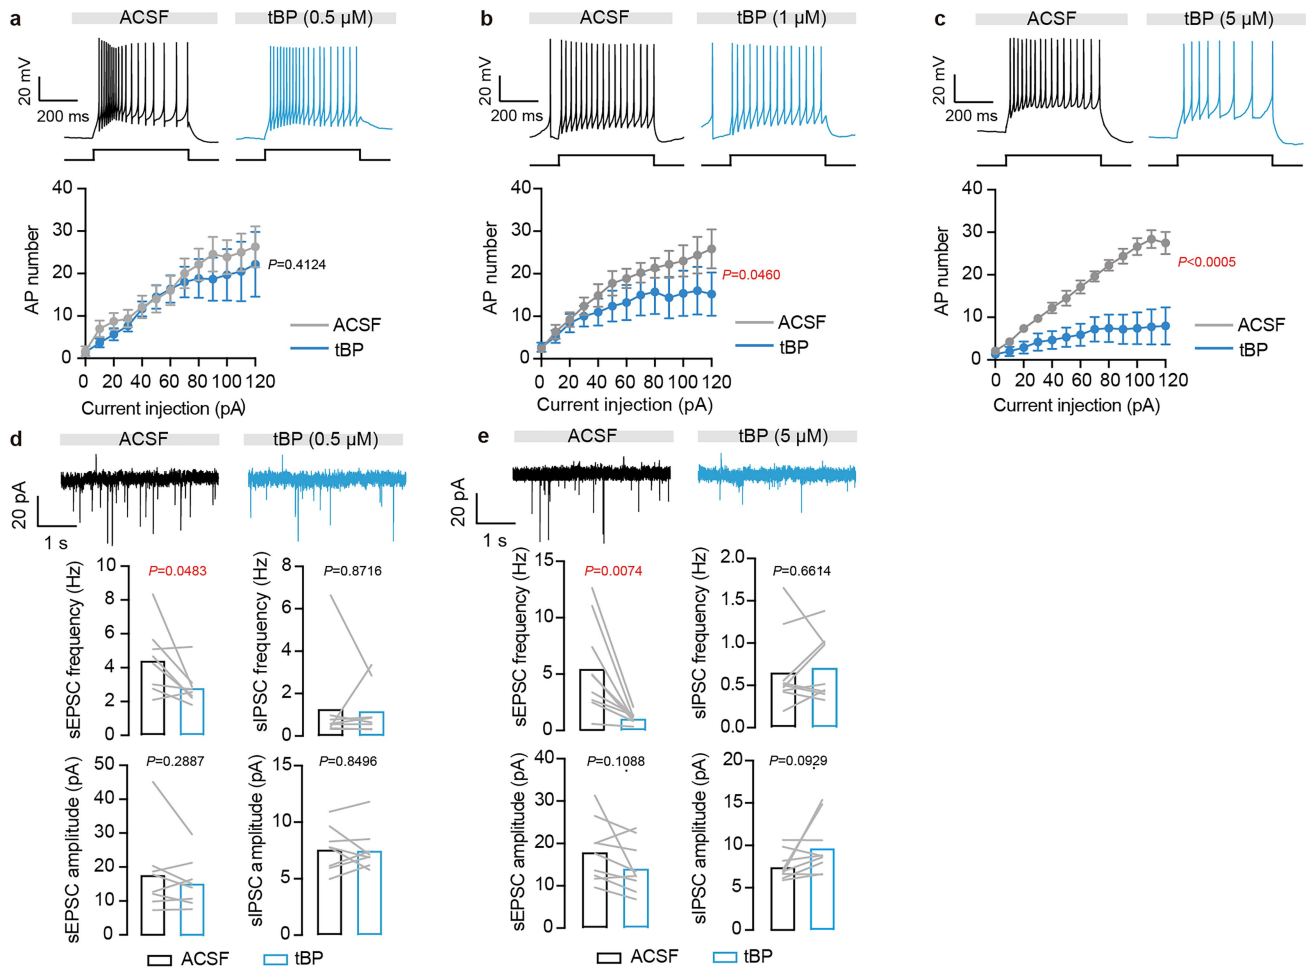 a
ACSF
tBP (0.5 μM)
20 mV
200 ms
AP number
40
30
20
10
0
0
20
40
60
80
100
120
Current injection (pA)
P=0.4124
ACSF
tBP
b
ACSF
tBP (1 μM)
20 mV
200 ms
AP number
40
30
20
10
0
0
20
40
60
80
100
120
Current injection (pA)
P=0.0460
ACSF
tBP
c
ACSF
tBP (5 μM)
20 mV
200 ms
AP number
40
30
20
10
0
0
20
40
60
80
100
120
Current injection (pA)
P<0.0005
ACSF
tBP
d
ACSF
tBP (0.5 μM)
20 pA
1 s
sEPSC frequency (Hz)
10
8
6
4
2
0
P=0.0483
sIPSC frequency (Hz)
8
6
4
2
0
P=0.8716
sEPSC amplitude (pA)
50
40
30
20
10
0
P=0.2887
sIPSC amplitude (pA)
15
10
5
0
P=0.8496
ACSF
tBP
e
ACSF
tBP (5 μM)
20 pA
1 s
sEPSC frequency (Hz)
15
10
5
0
P=0.0074
sIPSC frequency (Hz)
2.0
1.5
1.0
0.5
0.0
P=0.6614
sEPSC amplitude (pA)
40
30
20
10
0
P=0.1088
sIPSC amplitude (pA)
20
15
10
5
0
P=0.0929
ACSF
tBP